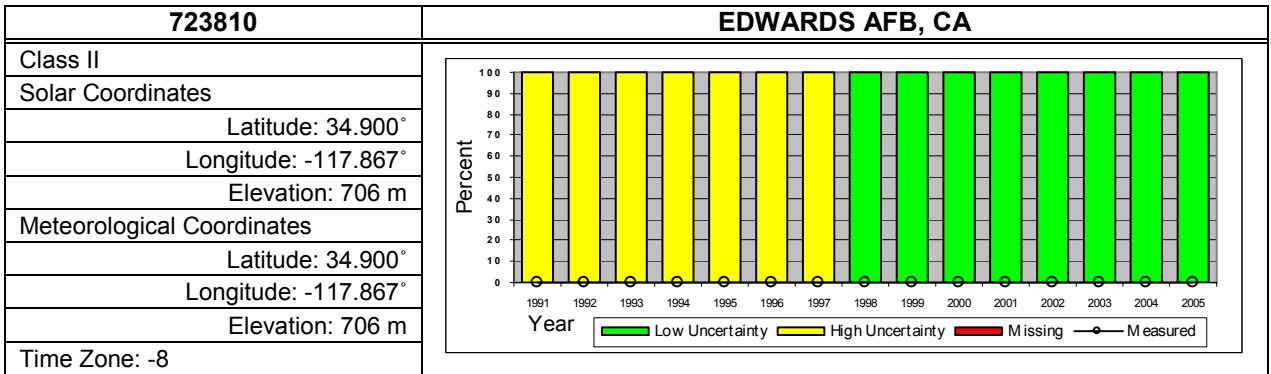 723810
EDWARDS AFB, CA
Class II
Solar Coordinates
Latitude: 34.900˚
Longitude: -117.867˚
Elevation: 706 m
Meteorological Coordinates
Latitude: 34.900˚
Longitude: -117.867˚
Elevation: 706 m
Time Zone: -8
Percent
100
90
80
70
60
50
40
30
20
10
0
1991 1992 1993 1994 1995 1996 1997 1998 1999 2000 2001 2002 2003 2004 2005
Year
Low Uncertainty High Uncertainty Missing Measured